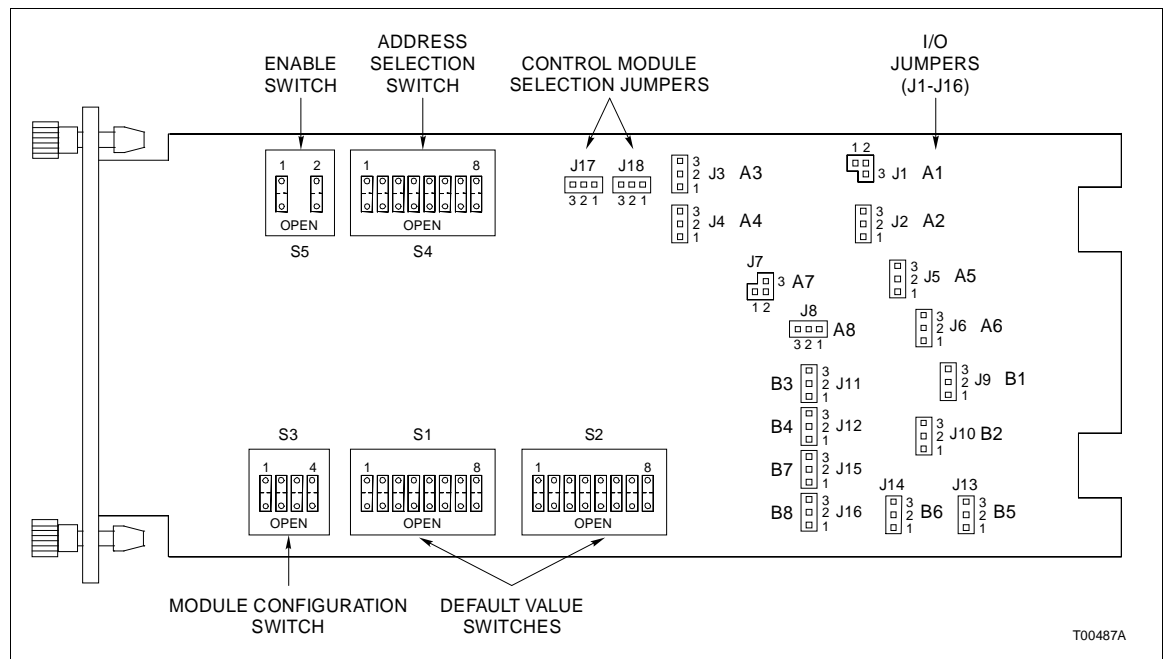 ENABLE
SWITCH
ADDRESS
SELECTION
SWITCH
CONTROL MODULE
SELECTION JUMPERS
I/O
JUMPERS
(J1-J16)
1 2
OPEN
S5
1 8
OPEN
S4
J17
3 2 1
J18
3 2 1
3
2
1
J3 A3
3
2
1
J4 A4
1 2
3
J1 A1
3
2
1
J2 A2
J7
3
A7
1 2
3
2
1
J5 A5
J8
A8
3 2 1
3
2
1
J6 A6
B3
3
2
1
J11
3
2
1
J9 B1
B4
3
2
1
J12
3
2
1
J10 B2
B7
3
2
1
J15
B8
3
2
1
J16
J14
3
2
1
B6
J13
3
2
1
B5
S3
1 4
OPEN
S1
1 8
OPEN
S2
1 8
OPEN
MODULE CONFIGURATION
SWITCH
DEFAULT VALUE
SWITCHES
T00487A